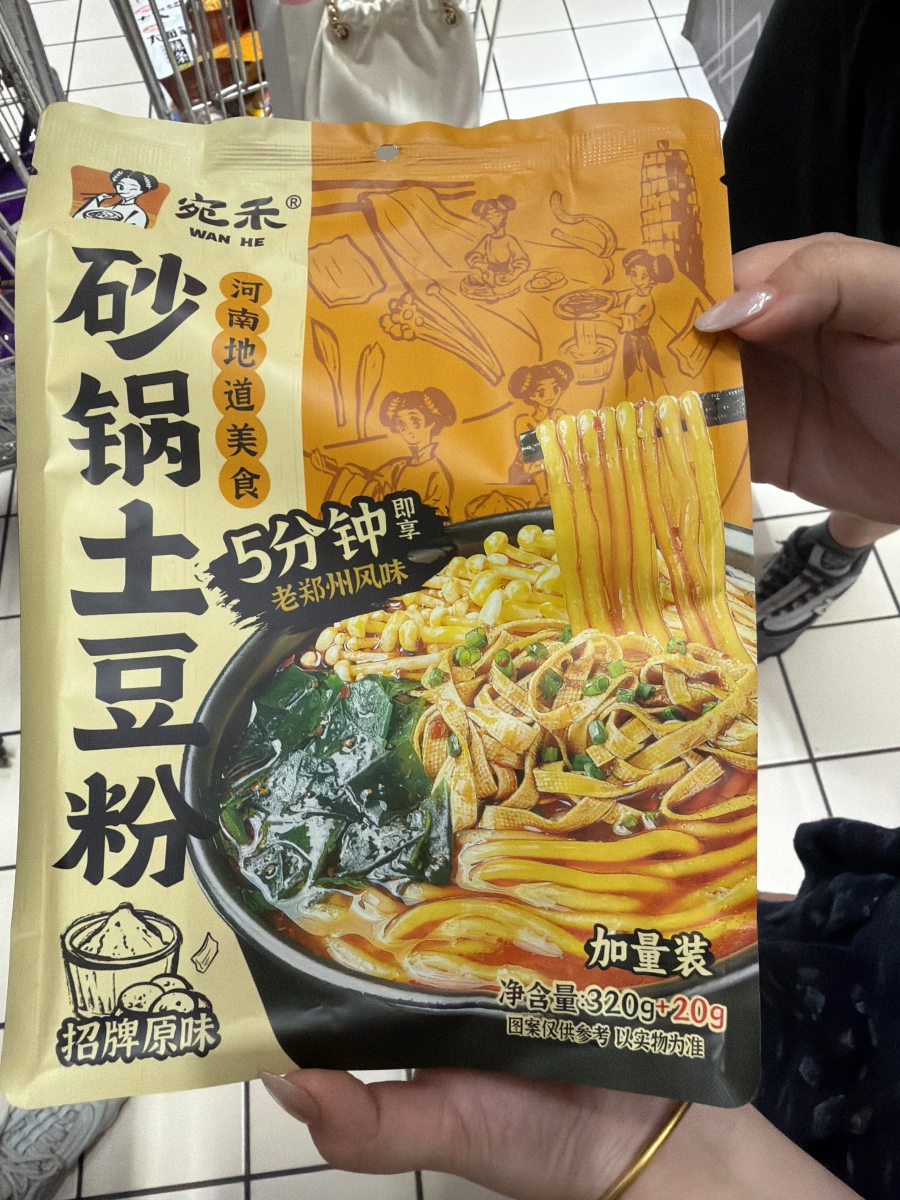 宛禾®
WAN HE
砂锅土豆粉
河南地道美食
5分钟
即享
老郑州风味
招牌原味
加量装
净含量:320g+20g
图案仅供参考 以实物为准